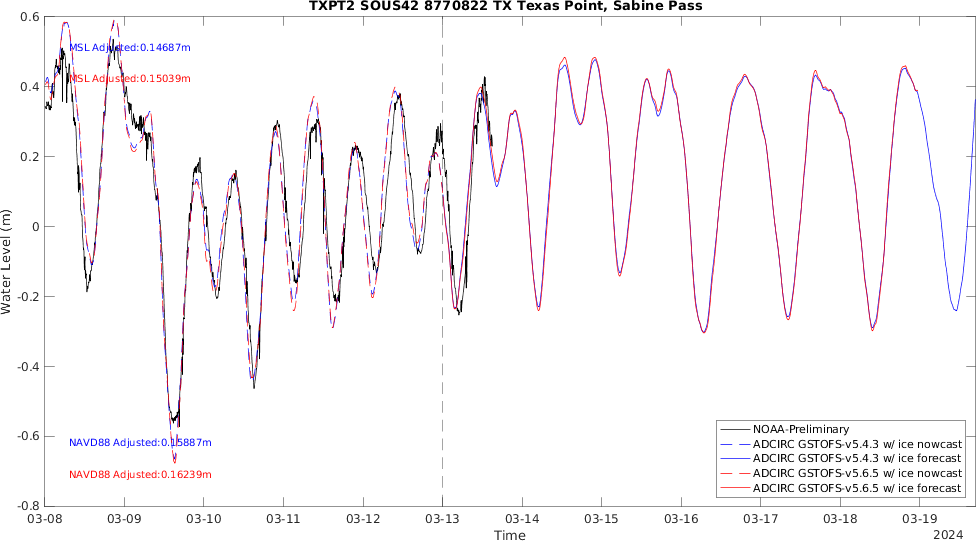 TXPT2 SOUS42 8770822 TX Texas Point, Sabine Pass
0.6
MSL Adjusted:0.14687m
MSL Adjusted:0.15039m
0.4
0.2
0
-0.2
-0.4
-0.6
-0.8
Water Level (m)
NAVD88 Adjusted:0.15887m
NAVD88 Adjusted:0.16239m
NOAA-Preliminary
ADCIRC GSTOFS-v5.4.3 w/ ice nowcast
ADCIRC GSTOFS-v5.4.3 w/ ice forecast
ADCIRC GSTOFS-v5.6.5 w/ ice nowcast
ADCIRC GSTOFS-v5.6.5 w/ ice forecast
03-08 03-09 03-10 03-11 03-12 03-13 03-14 03-15 03-16 03-17 03-18 03-19
Time
2024